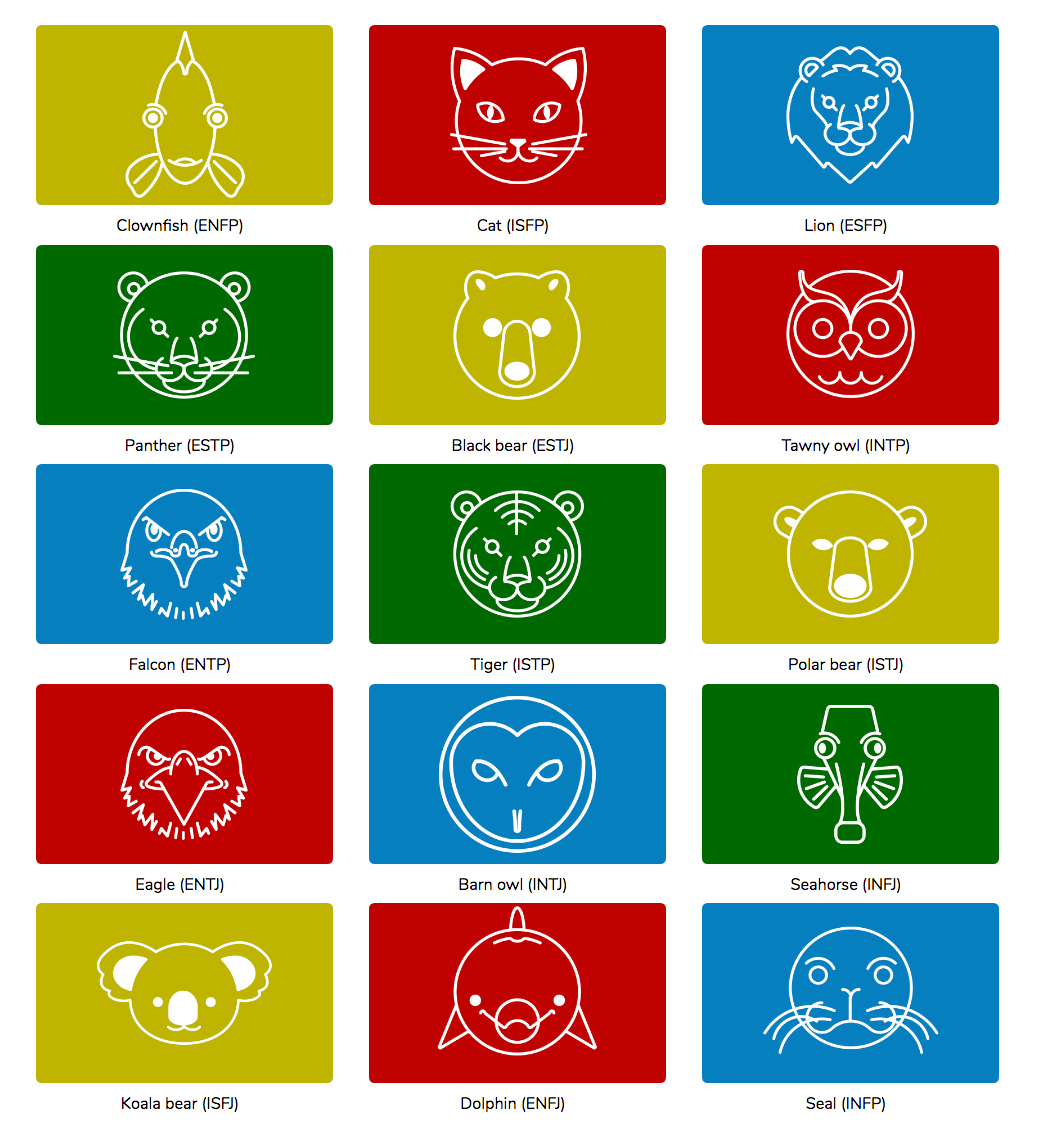 Clownfish (ENFP)
Cat (ISFP)
Lion (ESFP)
Panther (ESTP)
Black bear (ESTJ)
Tawny owl (INTP)
Falcon (ENTP)
Tiger (ISTP)
Polar bear (ISTJ)
Eagle (ENTJ)
Barn owl (INTJ)
Seahorse (INFJ)
Koala bear (ISFJ)
Dolphin (ENFJ)
Seal (INFP)